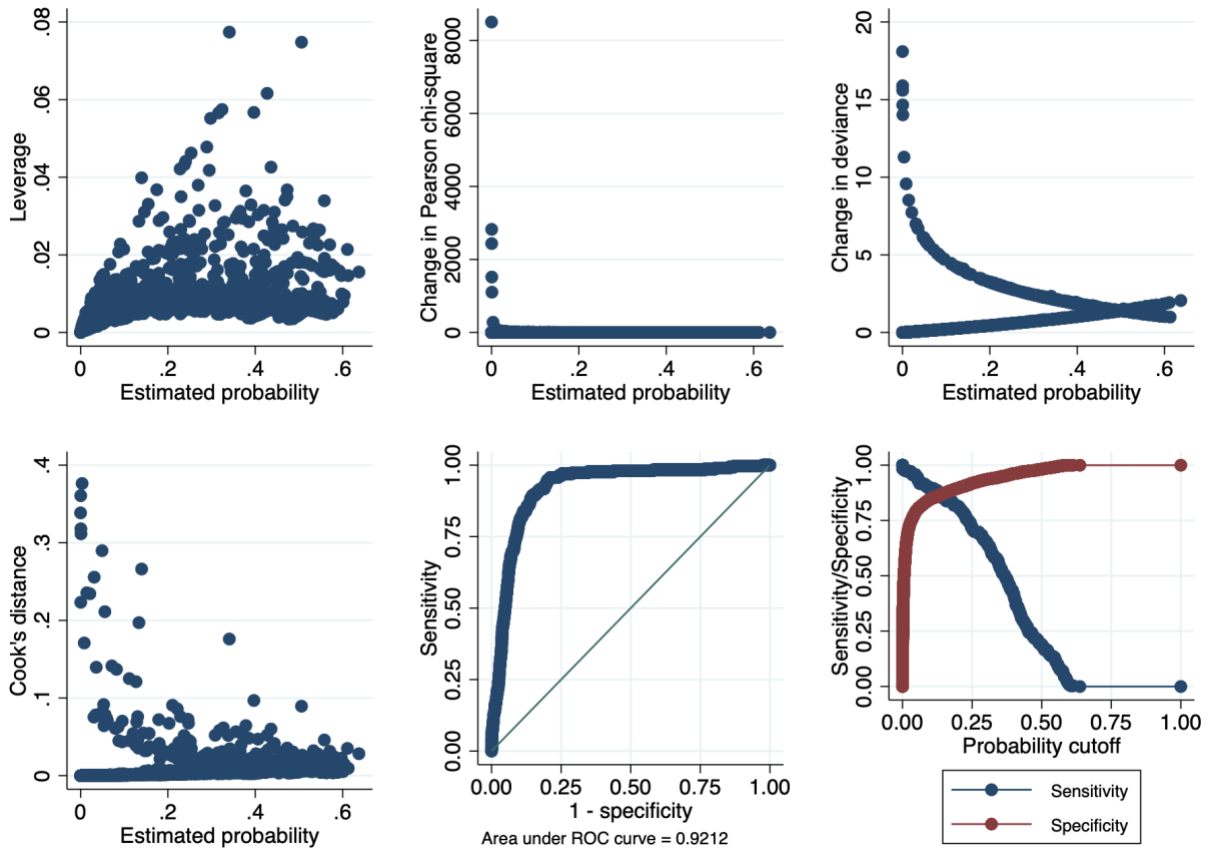 Leverage
.08
.06
.04
.02
0
0 .2 .4 .6
Estimated probability
Change in Pearson chi-square
8000
6000
4000
2000
0
0 .2 .4 .6
Estimated probability
Change in deviance
20
15
10
5
0
0 .2 .4 .6
Estimated probability
Cook's distance
.4
.3
.2
.1
0
0 .2 .4 .6
Estimated probability
Sensitivity
1.00
0.75
0.50
0.25
0.00
0.00 0.25 0.50 0.75 1.00
1 - specificity
Area under ROC curve = 0.9212
Sensitivity/Specificity
1.00
0.75
0.50
0.25
0.00
0.00 0.25 0.50 0.75 1.00
Probability cutoff
Sensitivity
Specificity